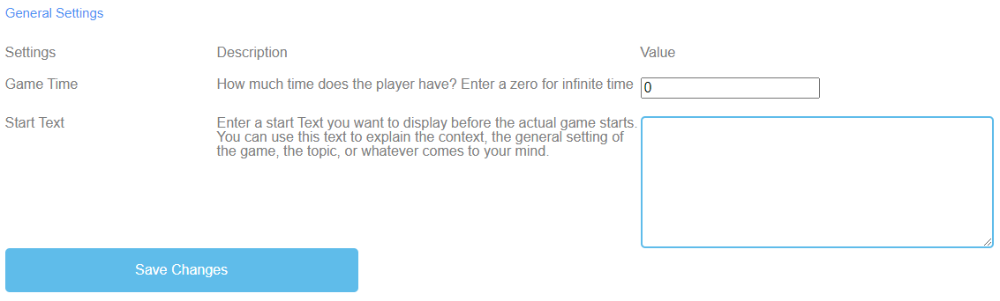 General Settings
Settings Description Value
Game Time How much time does the player have? Enter a zero for infinite time 0
Start Text Enter a start Text you want to display before the actual game starts.
You can use this text to explain the context, the general setting of
the game, the topic, or whatever comes to your mind.
Save Changes